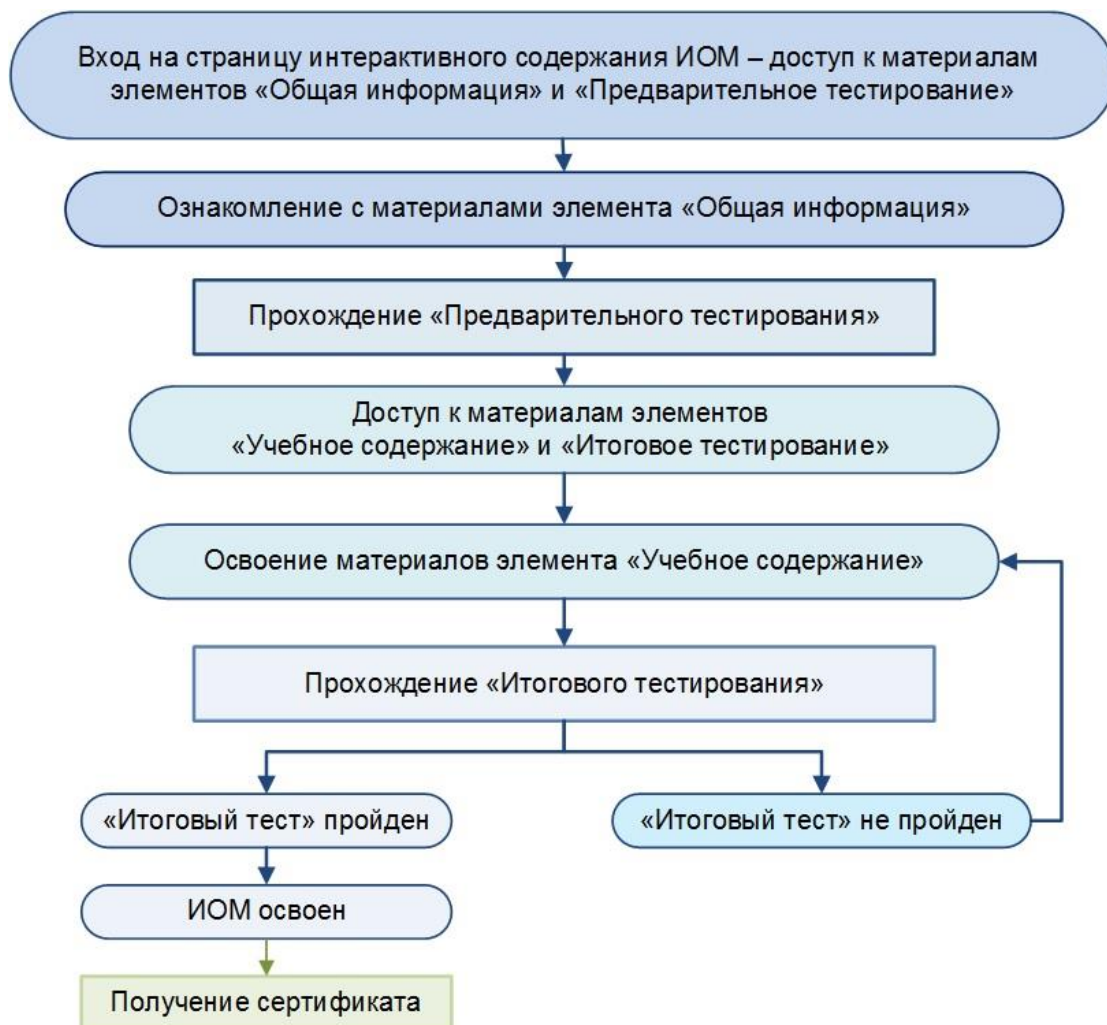 Вход на страницу интерактивного содержания ИОМ – доступ к материалам
элементов «Общая информация» и «Предварительное тестирование»
Ознакомление с материалами элемента «Общая информация»
Прохождение «Предварительного тестирования»
Доступ к материалам элементов
«Учебное содержание» и «Итоговое тестирование»
Освоение материалов элемента «Учебное содержание»
Прохождение «Итогового тестирования»
«Итоговый тест» пройден
«Итоговый тест» не пройден
ИОМ освоен
Получение сертификата